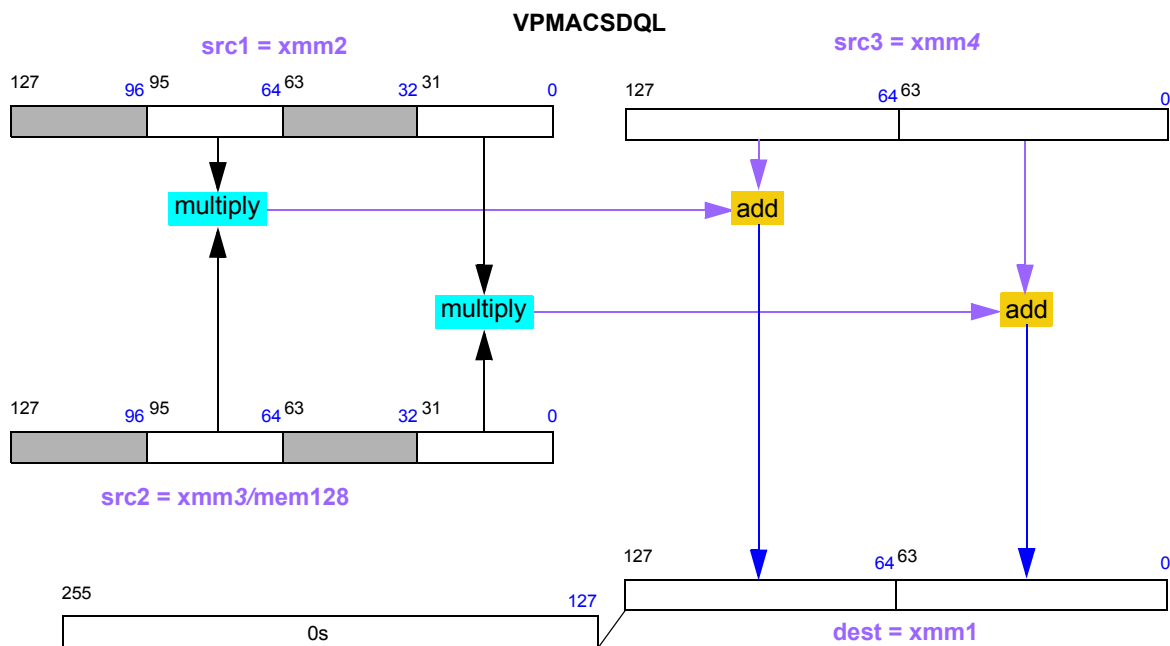 VPMACSDQL
src1 = xmm2
src3 = xmm4
127 96 95 64 63 32 31 0
127 64 63 0
multiply
add
multiply
add
127 96 95 64 63 32 31 0
src2 = xmm3/mem128
127 64 63 0
255 127
0s
dest = xmm1